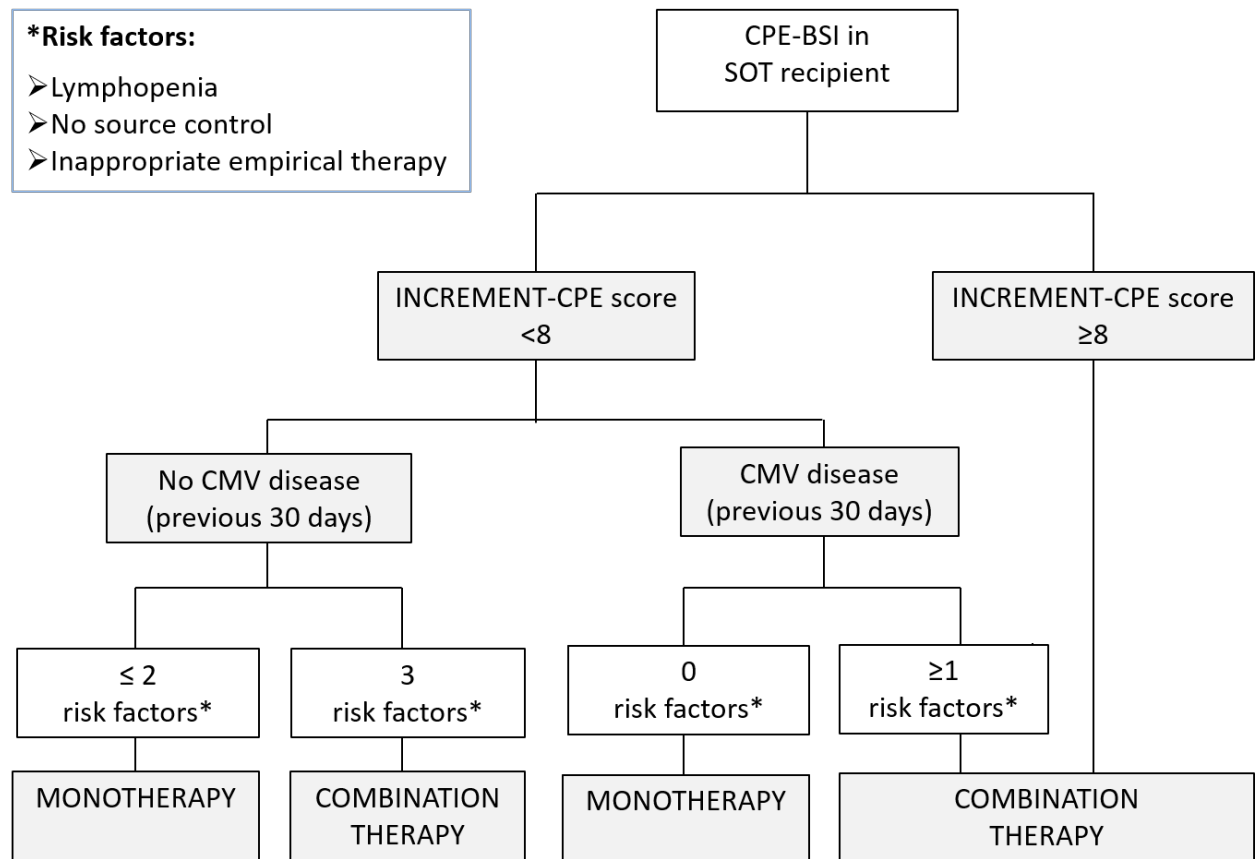 *Risk factors:
➢Lymphopenia
➢No source control
➢Inappropriate empirical therapy
CPE-BSI in
SOT recipient
INCREMENT-CPE score
<8
INCREMENT-CPE score
≥8
No CMV disease
(previous 30 days)
CMV disease
(previous 30 days)
≤ 2
risk factors*
3
risk factors*
0
risk factors*
≥1
risk factors*
MONOTHERAPY
COMBINATION
THERAPY
MONOTHERAPY
COMBINATION
THERAPY